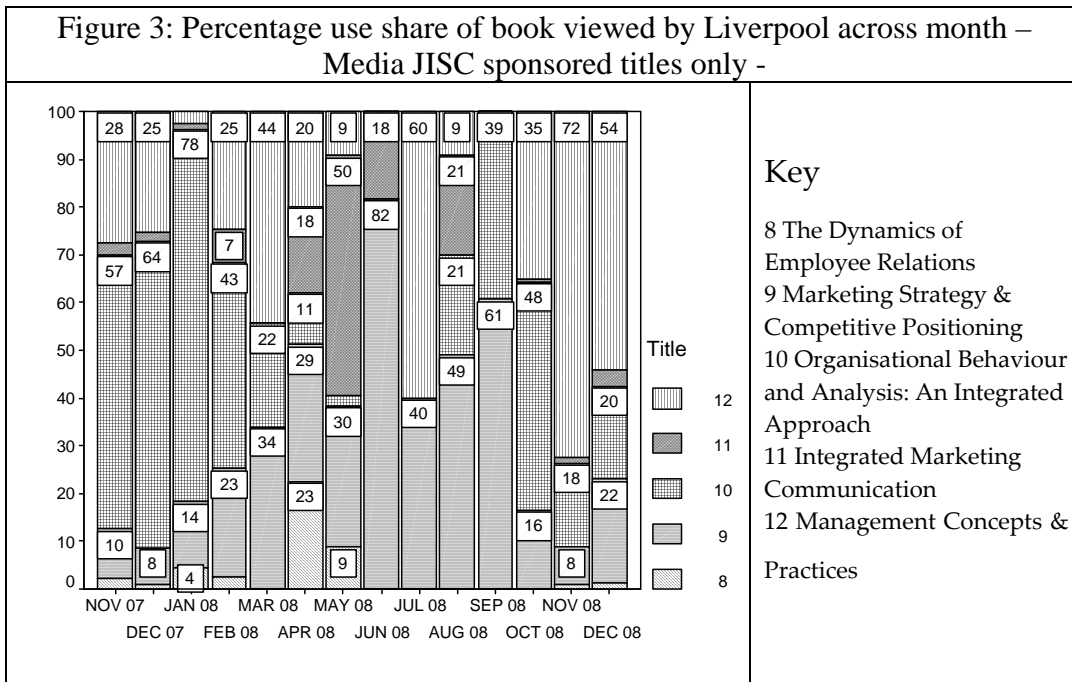 Figure 3: Percentage use share of book viewed by Liverpool across month –
Media JISC sponsored titles only -
100
90
80
70
60
50
40
30
20
10
0
28
57
10
25
64
8
78
14
4
25
7
43
23
44
22
34
20
18
11
29
23
9
50
30
9
18
82
60
40
9
21
21
49
39
61
35
48
16
72
18
8
54
20
22
NOV 07
DEC 07
JAN 08
FEB 08
MAR 08
APR 08
MAY 08
JUN 08
JUL 08
AUG 08
SEP 08
OCT 08
NOV 08
DEC 08
Title
12
11
10
9
8
Key
8 The Dynamics of
Employee Relations
9 Marketing Strategy &
Competitive Positioning
10 Organisational Behaviour
and Analysis: An Integrated
Approach
11 Integrated Marketing
Communication
12 Management Concepts &
Practices